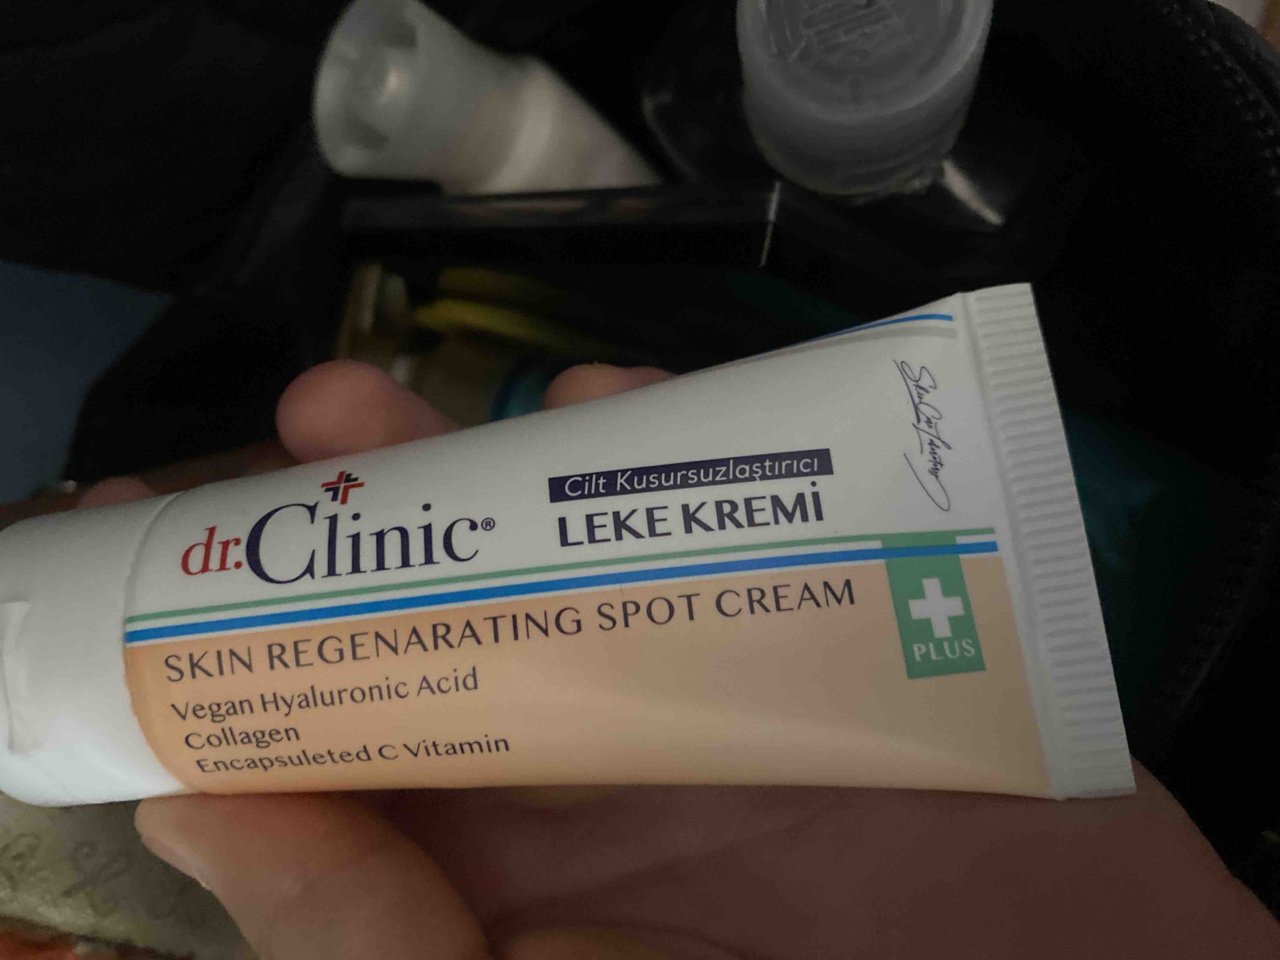 dr.Clinic®
Cilt Kusursuzlaştırıcı
LEKE KREMİ
SKIN REGENARATING SPOT CREAM
Vegan Hyaluronic Acid
Collagen
Encapsuleted C Vitamin
PLUS